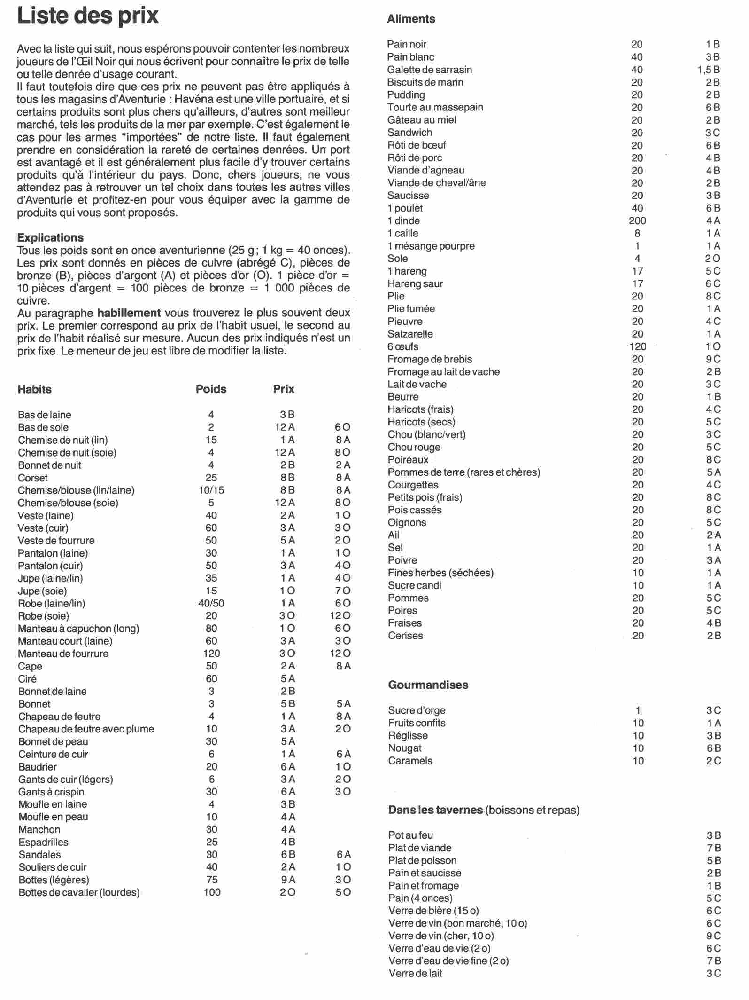 Liste des prix
Avec la liste qui suit, nous espérons pouvoir contenter les nombreux
joueurs de l'Œil Noir qui nous écrivent pour connaître le prix de telle
ou telle denrée d'usage courant.
Il faut toutefois dire que ces prix ne peuvent pas être appliqués à
tous les magasins d'Aventurie : Havéna est une ville portuaire, et si
certains produits sont plus chers qu'ailleurs, d'autres sont meilleur
marché, tels les produits de la mer par exemple. C'est également le
cas pour les armes "importées" de notre liste. Il faut également
prendre en considération la rareté de certaines denrées. Un port
est avantagé et il est généralement plus facile d'y trouver certains
produits qu'à l'intérieur du pays. Donc, chers joueurs, ne vous
attendez pas à retrouver un tel choix dans toutes les autres villes
d'Aventurie et profitez-en pour vous équiper avec la gamme de
produits qui vous sont proposés.
Explications
Tous les poids sont en once aventurienne (25 g ; 1 kg = 40 onces).
Les prix sont donnés en pièces de cuivre (abrégé C), pièces de
bronze (B), pièces d'argent (A) et pièces d'or (O). 1 pièce d'or =
10 pièces d'argent = 100 pièces de bronze = 1 000 pièces de
cuivre.
Au paragraphe habillement vous trouverez le plus souvent deux
prix. Le premier correspond au prix de l'habit usuel, le second au
prix de l'habit réalisé sur mesure. Aucun des prix indiqués n'est un
prix fixe. Le meneur de jeu est libre de modifier la liste.
Habits Poids Prix
Bas de laine 4 3 B
Bas de soie 2 12 A 6 O
Chemise de nuit (lin) 15 1 A 8 A
Chemise de nuit (soie) 4 12 A 8 O
Bonnet de nuit 4 2 B 2 A
Corset 25 8 B 8 A
Chemise/blouse (lin/laine) 10/15 8 B 8 A
Chemise/blouse (soie) 5 12 A 8 O
Veste (laine) 40 2 A 1 O
Veste (cuir) 60 3 A 3 O
Veste de fourrure 50 5 A 2 O
Pantalon (laine) 30 1 A 1 O
Pantalon (cuir) 50 3 A 4 O
Jupe (laine/lin) 35 1 A 4 O
Jupe (soie) 15 1 O 7 O
Robe (laine/lin) 40/50 1 A 6 O
Robe (soie) 20 3 O 12 O
Manteau à capuchon (long) 80 1 O 6 O
Manteau court (laine) 60 3 A 3 O
Manteau de fourrure 120 3 O 12 O
Cape 50 2 A 8 A
Ciré 60 5 A
Bonnet de laine 3 2 B
Bonnet 3 5 B 5 A
Chapeau de feutre 4 1 A 8 A
Chapeau de feutre avec plume 10 3 A 2 O
Bonnet de peau 30 5 A
Ceinture de cuir 6 1 A 6 A
Baudrier 20 6 A 1 O
Gants de cuir (légers) 6 3 A 2 O
Gants à crispin 30 6 A 3 O
Moufle en laine 4 3 B
Moufle en peau 10 4 A
Manchon 30 4 A
Espadrilles 25 4 B
Sandales 30 6 B 6 A
Souliers de cuir 40 2 A 1 O
Bottes (légères) 75 9 A 3 O
Bottes de cavalier (lourdes) 100 2 O 5 O
Aliments
Pain noir 20 1 B
Pain blanc 40 3 B
Galette de sarrasin 40 1,5 B
Biscuits de marin 20 2 B
Pudding 20 2 B
Tourte au massepain 20 6 B
Gâteau au miel 20 2 B
Sandwich 20 3 C
Rôti de bœuf 20 6 B
Rôti de porc 20 4 B
Viande d'agneau 20 4 B
Viande de cheval/âne 20 2 B
Saucisse 20 3 B
1 poulet 40 6 B
1 dinde 200 4 A
1 caille 8 1 A
1 mésange pourpre 1 1 A
Sole 4 2 O
1 hareng 17 5 C
Hareng saur 17 6 C
Plie 20 8 C
Plie fumée 20 1 A
Pieuvre 20 4 C
Salzarelle 20 1 A
6 œufs 120 1 O
Fromage de brebis 20 9 C
Fromage au lait de vache 20 2 B
Lait de vache 20 3 C
Beurre 20 1 B
Haricots (frais) 20 4 C
Haricots (secs) 20 5 C
Chou (blanc/vert) 20 3 C
Chou rouge 20 5 C
Poireaux 20 8 C
Pommes de terre (rares et chères) 20 5 A
Courgettes 20 4 C
Petits pois (frais) 20 8 C
Pois cassés 20 8 C
Oignons 20 5 C
Ail 20 2 A
Sel 20 1 A
Poivre 20 3 A
Fines herbes (séchées) 10 1 A
Sucre candi 10 1 A
Pommes 20 5 C
Poires 20 5 C
Fraises 20 4 B
Cerises 20 2 B
Gourmandises
Sucre d'orge 1 3 C
Fruits confits 10 1 A
Réglisse 10 3 B
Nougat 10 6 B
Caramels 10 2 C
Dans les tavernes (boissons et repas)
Pot au feu 3 B
Plat de viande 7 B
Plat de poisson 5 B
Pain et saucisse 2 B
Pain et fromage 1 B
Pain (4 onces) 5 C
Verre de bière (15 o) 6 C
Verre de vin (bon marché, 10 o) 6 C
Verre de vin (cher, 10 o) 9 C
Verre d'eau de vie (2 o) 6 C
Verre d'eau de vie fine (2 o) 7 B
Verre de lait 3 C